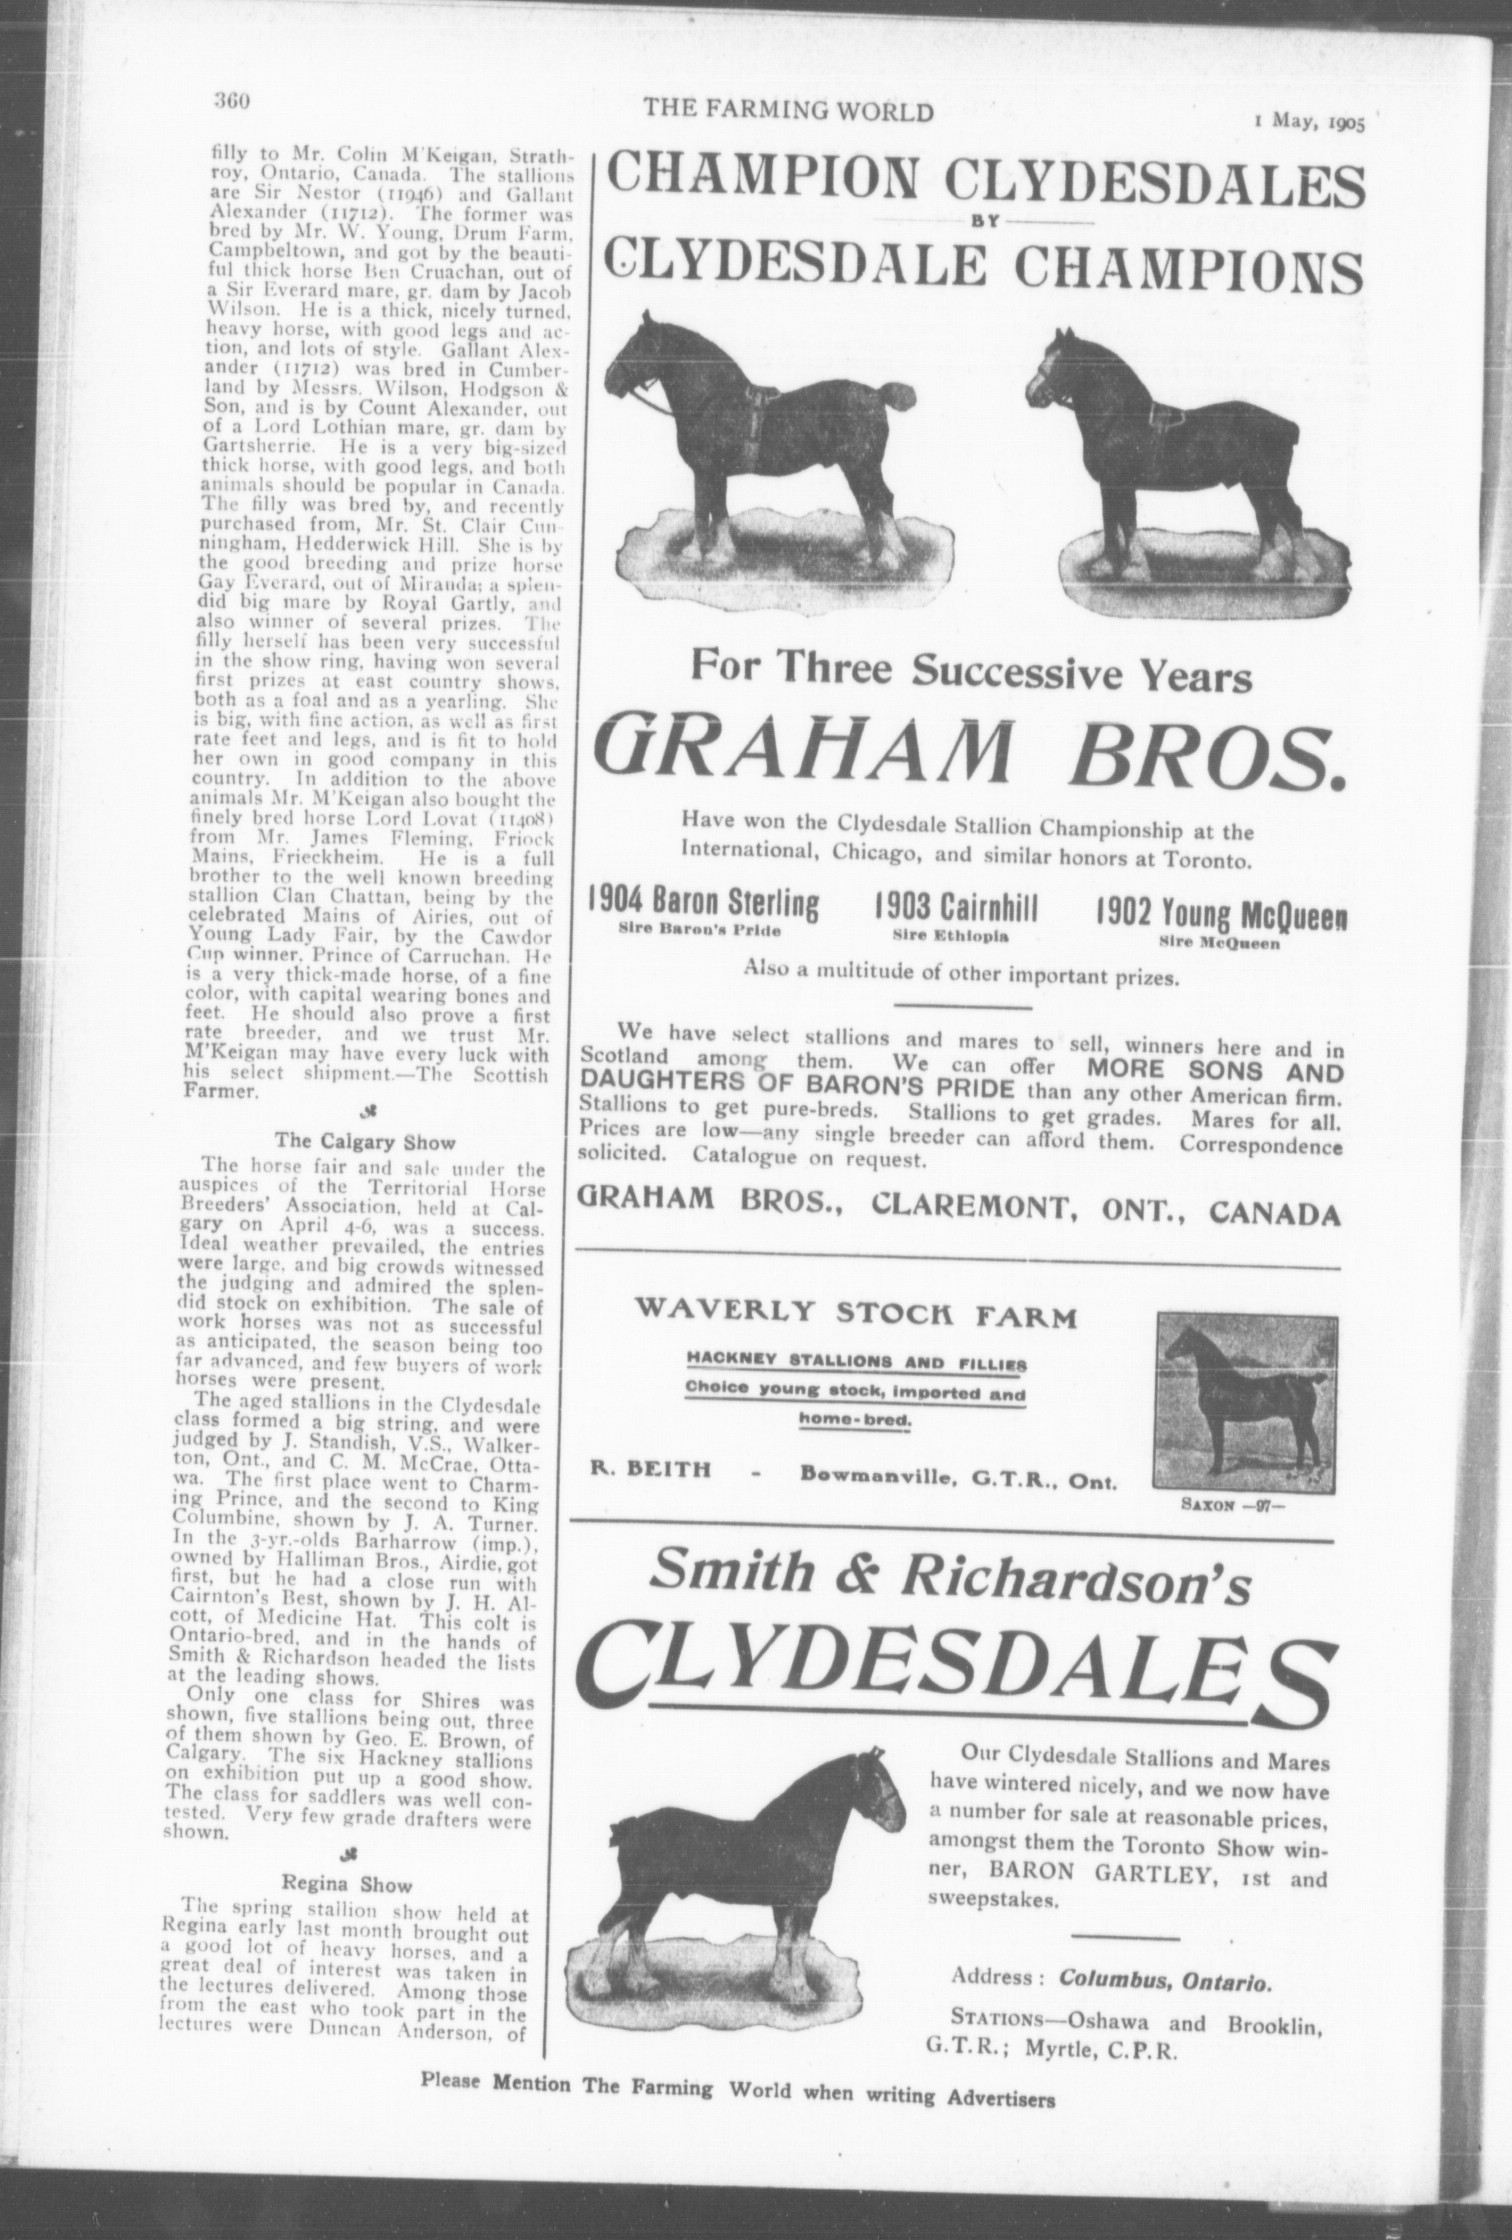 360
THE FARMING WORLD
1 May, 1905
filly to Mr. Colin M'Keigan, Strath-
roy, Ontario, Canada. The stallions
are Sir Nestor (11946) and Gallant
Alexander (11712). The former was
bred by Mr. W. Young, Drum Farm,
Campbeltown, and got by the beauti-
ful thick horse Ben Cruachan, out of
a Sir Everard mare, gr. dam by Jacob
Wilson. He is a thick, nicely turned,
heavy horse, with good legs and ac-
tion, and lots of style. Gallant Alex-
ander (11712) was bred in Cumber-
land by Messrs. Wilson, Hodgson &
Son, and is by Count Alexander, out
of a Lord Lothian mare, gr. dam by
Gartsherrie. He is a very big-sized
thick horse, with good legs, and both
animals should be popular in Canada.
The filly was bred by, and recently
purchased from, Mr. St. Clair Cun-
ningham, Hedderwick Hill. She is by
the good breeding and prize horse
Gay Everard, out of Miranda; a splen-
did big mare by Royal Gartly, and
also winner of several prizes. The
filly herself has been very successful
in the show ring, having won several
first prizes at east country shows,
both as a foal and as a yearling. She
is big, with fine action, as well as first
rate feet and legs, and is fit to hold
her own in good company in this
country. In addition to the above
animals Mr. M'Keigan also bought the
finely bred horse Lord Lovat (11408)
from Mr. James Fleming, Friock
Mains, Frieckheim. He is a full
brother to the well known breeding
stallion Clan Chattan, being by the
celebrated Mains of Airies, out of
Young Lady Fair, by the Cawdor
Cup winner, Prince of Carruchan. He
is a very thick-made horse, of a fine
color, with capital wearing bones and
feet. He should also prove a first
rate breeder, and we trust Mr.
M'Keigan may have every luck with
his select shipment.—The Scottish
Farmer.
The Calgary Show
The horse fair and sale under the
auspices of the Territorial Horse
Breeders' Association, held at Cal-
gary on April 4-6, was a success.
Ideal weather prevailed, the entries
were large, and big crowds witnessed
the judging and admired the splen-
did stock on exhibition. The sale of
work horses was not as successful
as anticipated, the season being too
far advanced, and few buyers of work
horses were present.
The aged stallions in the Clydesdale
class formed a big string, and were
judged by J. Standish, V.S., Walker-
ton, Ont., and C. M. McCrae, Otta-
wa. The first place went to Charm-
ing Prince, and the second to King
Columbine, shown by J. A. Turner.
In the 3-yr.-olds Barharrow (imp.),
owned by Halliman Bros., Airdie, got
first, but he had a close run with
Cairnton's Best, shown by J. H. Al-
cott, of Medicine Hat. This colt is
Ontario-bred, and in the hands of
Smith & Richardson headed the lists
at the leading shows.
Only one class for Shires was
shown, five stallions being out, three
of them shown by Geo. E. Brown, of
Calgary. The six Hackney stallions
on exhibition put up a good show.
The class for saddlers was well con-
tested. Very few grade drafters were
shown.
Regina Show
The spring stallion show held at
Regina early last month brought out
a good lot of heavy horses, and a
great deal of interest was taken in
the lectures delivered. Among those
from the east who took part in the
lectures were Duncan Anderson, of
CHAMPION CLYDESDALES
BY
CLYDESDALE CHAMPIONS
For Three Successive Years
GRAHAM BROS.
Have won the Clydesdale Stallion Championship at the
International, Chicago, and similar honors at Toronto.
1904 Baron Sterling 1903 Cairnhill 1902 Young McQueen
Sire Baron's Pride Sire Ethiopia Sire McQueen
Also a multitude of other important prizes.
We have select stallions and mares to sell, winners here and in
Scotland among them. We can offer MORE SONS AND
DAUGHTERS OF BARON'S PRIDE than any other American firm.
Stallions to get pure-breds. Stallions to get grades. Mares for all.
Prices are low—any single breeder can afford them. Correspondence
solicited. Catalogue on request.
GRAHAM BROS., CLAREMONT, ONT., CANADA
WAVERLY STOCK FARM
HACKNEY STALLIONS AND FILLIES
Choice young stock, imported and
home-bred.
R. BEITH - Bowmanville, G.T.R., Ont.
SAXON —97—
Smith & Richardson's
CLYDESDALES
Our Clydesdale Stallions and Mares
have wintered nicely, and we now have
a number for sale at reasonable prices,
amongst them the Toronto Show win-
ner, BARON GARTLEY, 1st and
sweepstakes.
Address: Columbus, Ontario.
STATIONS—Oshawa and Brooklin,
G.T.R.; Myrtle, C.P.R.
Please Mention The Farming World when writing Advertisers